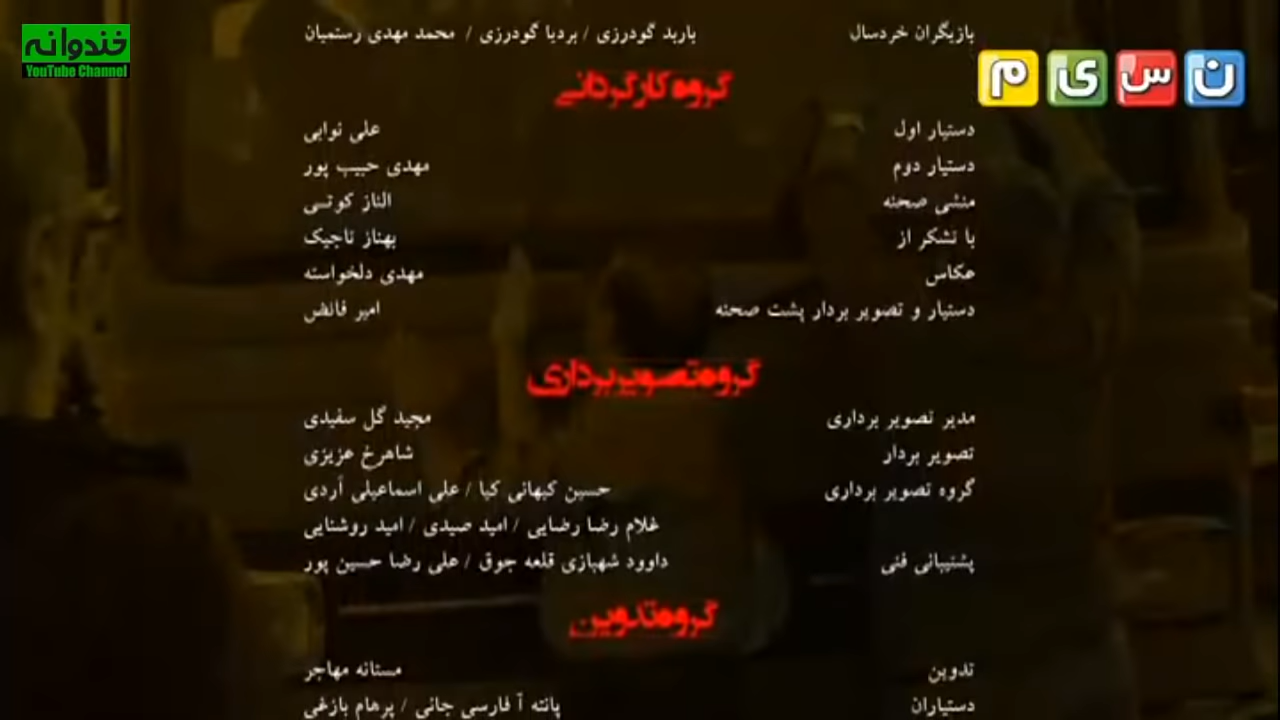 خندوانه
YouTube Channel
ن س ی م
بازیگران خردسال باربد گودرزی / بردیا گودرزی / محمد مهدی رستمیان
گروه کارگردانی
دستیار اول علی نوایی
دستیار دوم مهدی حبیب پور
منشی صحنه الناز کوتی
با تشکر از بهناز تاجیک
عکاس مهدی دلخواسته
دستیار و تصویر بردار پشت صحنه امیر فائض
گروه تصویربرداری
مدیر تصویر برداری مجید گل سفیدی
تصویر بردار شاهرخ عزیزی
گروه تصویر برداری حسین کیهانی کیا / علی اسماعیلی آردی
غلام رضا رضایی / امید صیدی / امید روشنایی
پشتیبانی فنی داوود شهبازی قلعه جوق / علی رضا حسین پور
گروه تدوین
تدوین مستانه مهاجر
دستیاران پانته آ فارسی جانی / پرهام بازغی